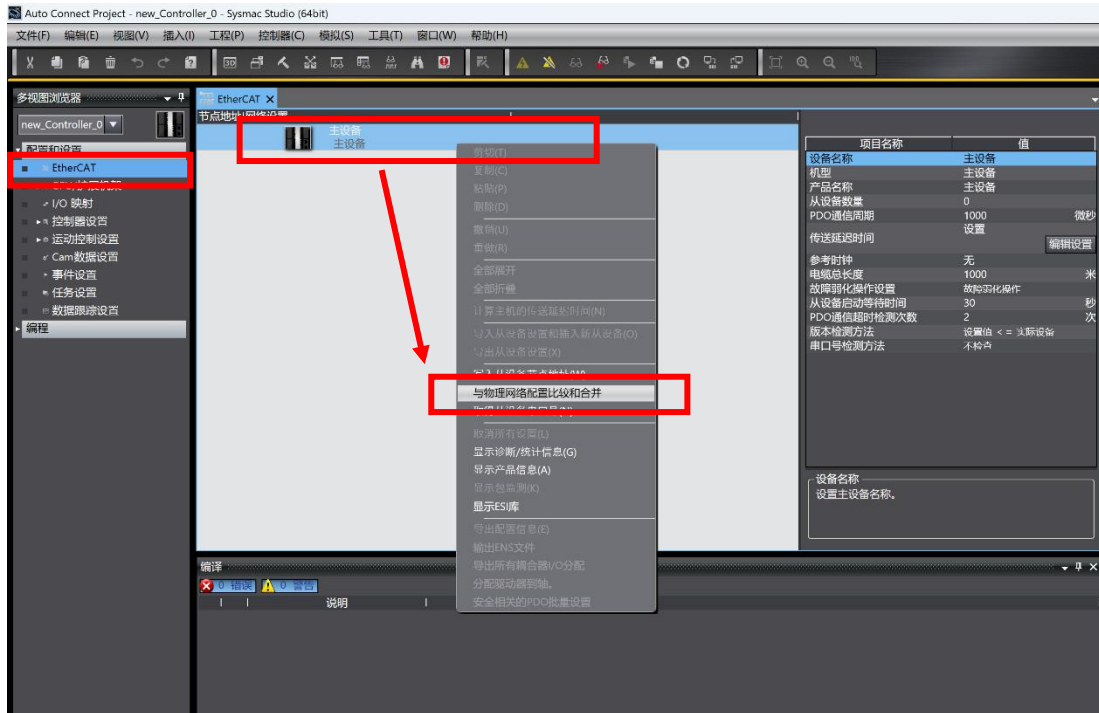 Auto Connect Project - new_Controller_0 - Sysmac Studio (64bit)
文件(F) 编辑(E) 视图(V) 插入(I) 工程(P) 控制器(C) 模拟(S) 工具(T) 窗口(W) 帮助(H)
多视图浏览器
new_Controller_0
配置和设置
EtherCAT
I/O 映射
控制器设置
运动控制设置
Cam数据设置
事件设置
任务设置
数据跟踪设置
编程
EtherCAT
节点地址|网络设置
主设备
主设备
剪切(T)
复制(C)
粘贴(P)
删除(D)
撤销(U)
重做(R)
全部展开
全部折叠
计算主机的传送延迟时间(N)
导入从设备设置和插入新从设备(O)
导出从设备设置(X)
写入从设备节点地址(W)
与物理网络配置比较和合并
取消所有设置(L)
显示诊断/统计信息(G)
显示产品信息(A)
显示包监测(K)
显示ESI库
导出配置信息(E)
输出ENS文件
导出所有耦合器I/O分配
分配驱动器到轴。
安全相关的PDO批量设置
项目名称 值
设备名称 主设备
机型 主设备
产品名称 主设备
从设备数量 0
PDO通信周期 1000 微秒
传送延迟时间 设置 编辑设置
参考时钟 无
电缆总长度 1000 米
故障弱化操作设置 故障弱化操作
从设备启动等待时间 30 秒
PDO通信超时检测次数 2 次
版本检测方法 设置值 <= 实际设备
串口号检测方法 不检查
设备名称
设置主设备名称。
编译
0 错误 0 警告
说明